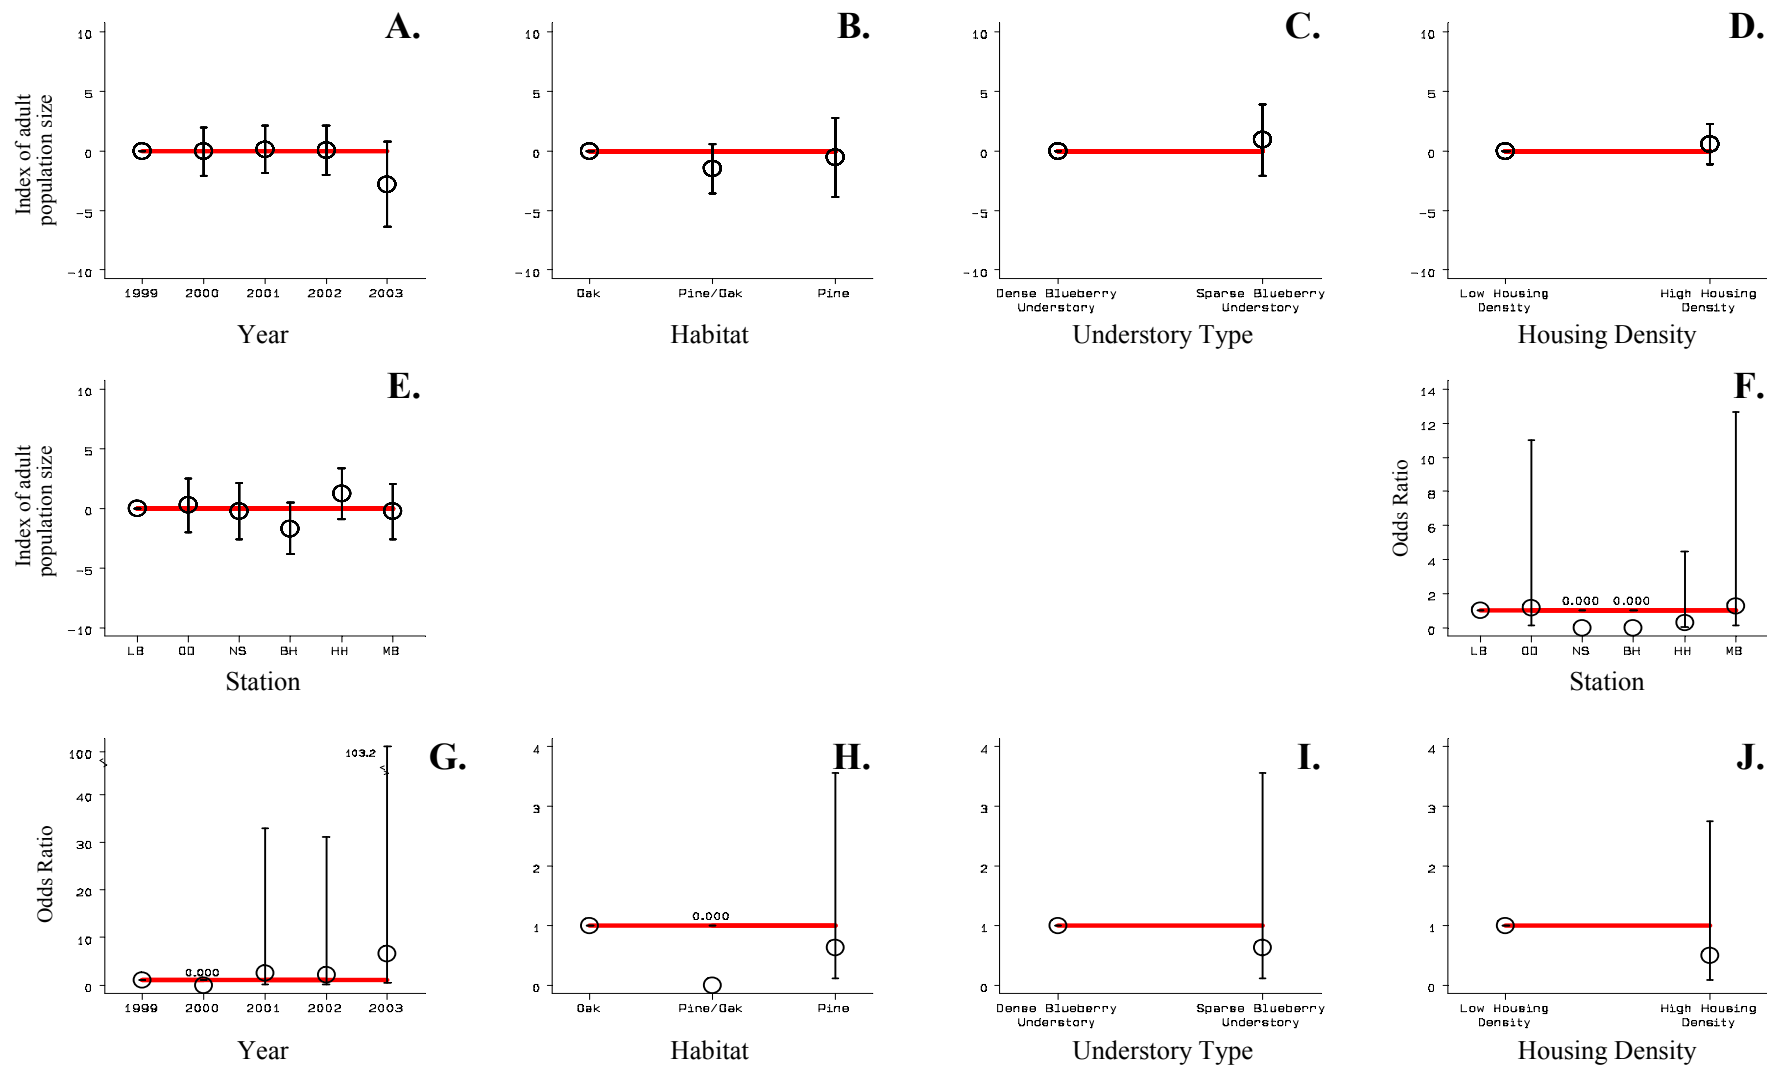 A.
B.
C.
D.
Index of adult
population size
10
5
0
-5
-10
1999 2000 2001 2002 2003
Year
10
5
0
-5
-10
Oak Pine/Oak Pine
Habitat
10
5
0
-5
-10
Dense Blueberry Understory
Sparse Blueberry Understory
Understory Type
10
5
0
-5
-10
Low Housing Density
High Housing Density
Housing Density
E.
Index of adult
population size
10
5
0
-5
-10
LB OO NS BH HH MB
Station
F.
Odds Ratio
14
12
10
8
6
4
2
0
0.000 0.000
LB OO NS BH HH MB
Station
G.
Odds Ratio
100
40
30
20
10
0
103.2
0.000
1999 2000 2001 2002 2003
Year
H.
4
3
2
1
0
0.000
Oak Pine/Oak Pine
Habitat
I.
4
3
2
1
0
Dense Blueberry Understory
Sparse Blueberry Understory
Understory Type
J.
4
3
2
1
0
Low Housing Density
High Housing Density
Housing Density